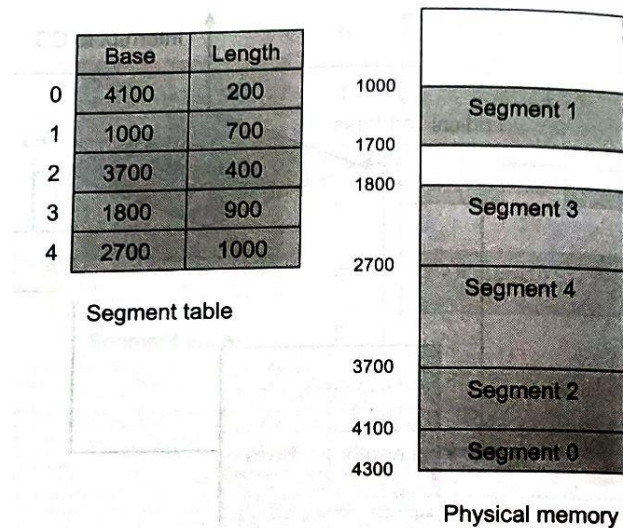 Base Length
0 4100 200
1 1000 700
2 3700 400
3 1800 900
4 2700 1000
Segment table
1000
Segment 1
1700
1800
Segment 3
2700
Segment 4
3700
Segment 2
4100
Segment 0
4300
Physical memory